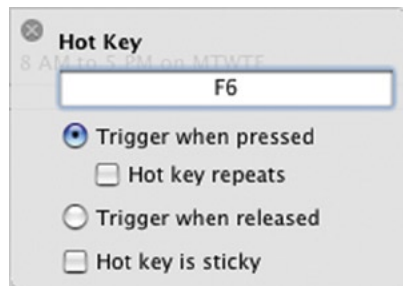 Hot Key
8 AM to 5 PM on MTWTF
F6
Trigger when pressed
Hot key repeats
Trigger when released
Hot key is sticky